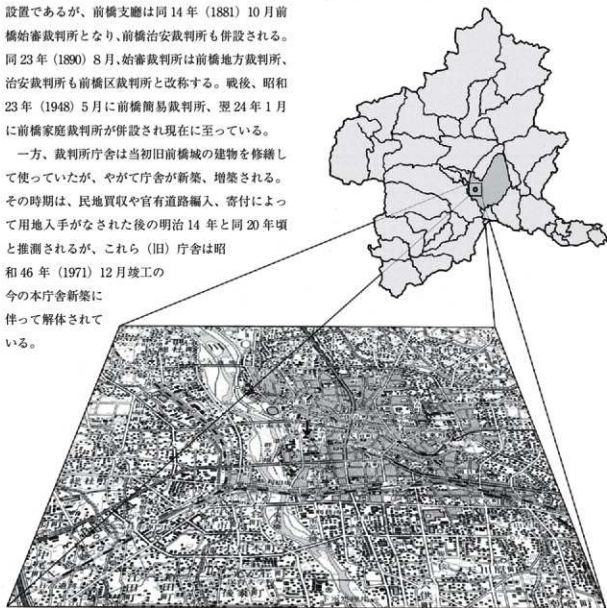 設置であるが、前橋支廳は同14年（1881）10月前
橋始審裁判所となり、前橋治安裁判所も併設される。
同23年（1890）8月、始審裁判所は前橋地方裁判所、
治安裁判所も前橋区裁判所と改称する。戦後、昭和
23年（1948）5月に前橋簡易裁判所、翌24年1月
に前橋家庭裁判所が併設され現在に至っている。
一方、裁判所庁舎は当初旧前橋城の建物を修繕し
て使っていたが、やがて庁舎が新築、増築される。
その時期は、民地買収や官有道路編入、寄付によっ
て用地入手がなされた後の明治14年と同20年頃
と推測されるが、これら（旧）庁舎は昭
和46年（1971）12月竣工の
今の本庁舎新築に
伴って解体されて
いる。